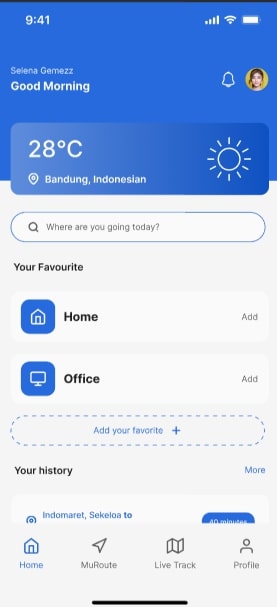 9:41
Selena Gemezz
Good Morning
28°C
Bandung, Indonesian
Where are you going today?
Your Favourite
Home
Add
Office
Add
Add your favorite +
Your history
More
Indomaret, Sekeloa to
40 minutes
Home
MuRoute
Live Track
Profile